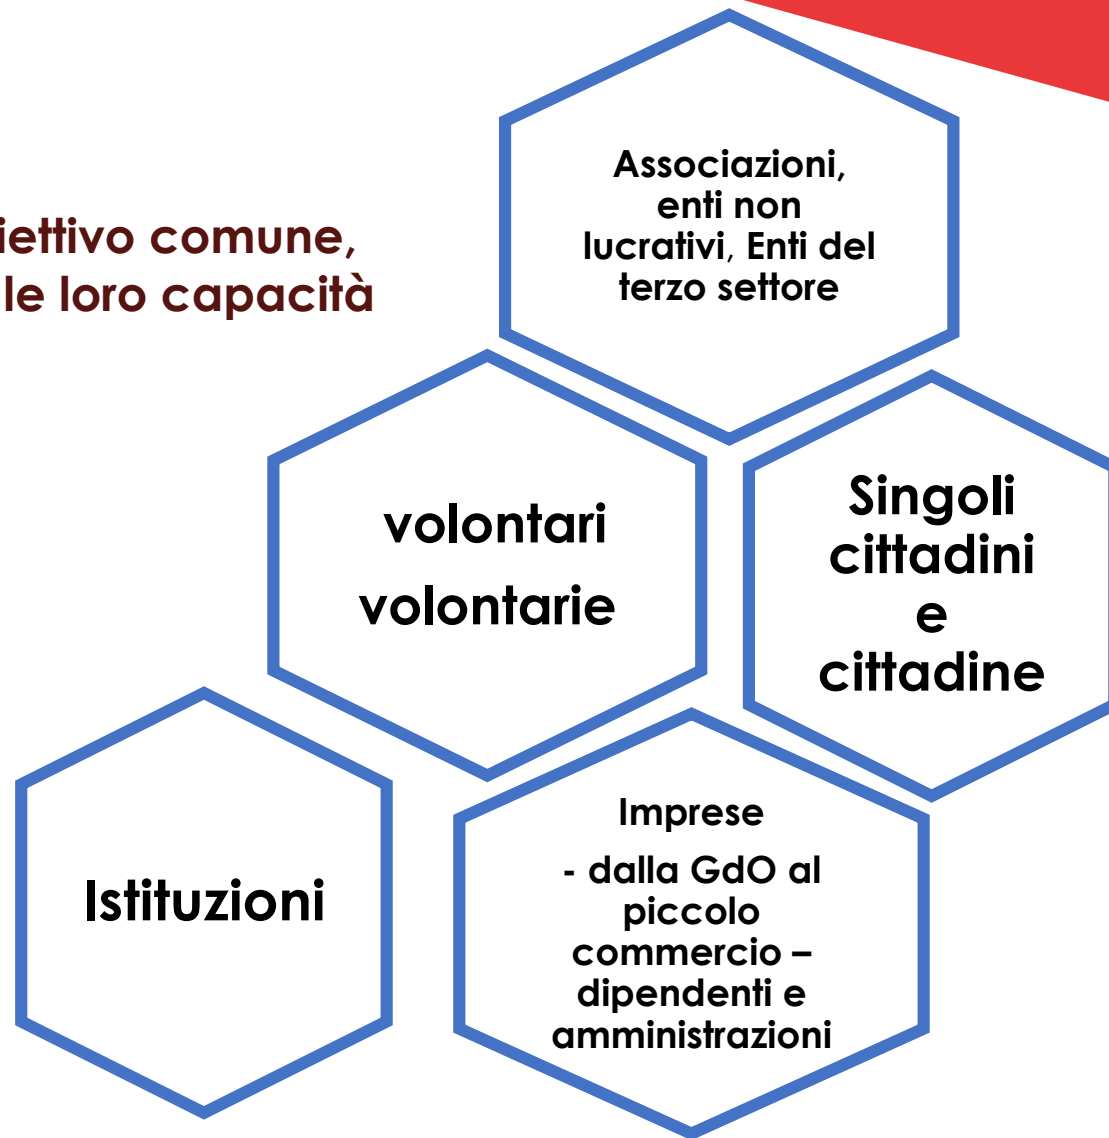 iettivo comune,
le loro capacità
Associazioni,
enti non
lucrativi, Enti del
terzo settore
volontari
volontarie
Singoli
cittadini
e
cittadine
Istituzioni
Imprese
- dalla GdO al
piccolo
commercio –
dipendenti e
amministrazioni